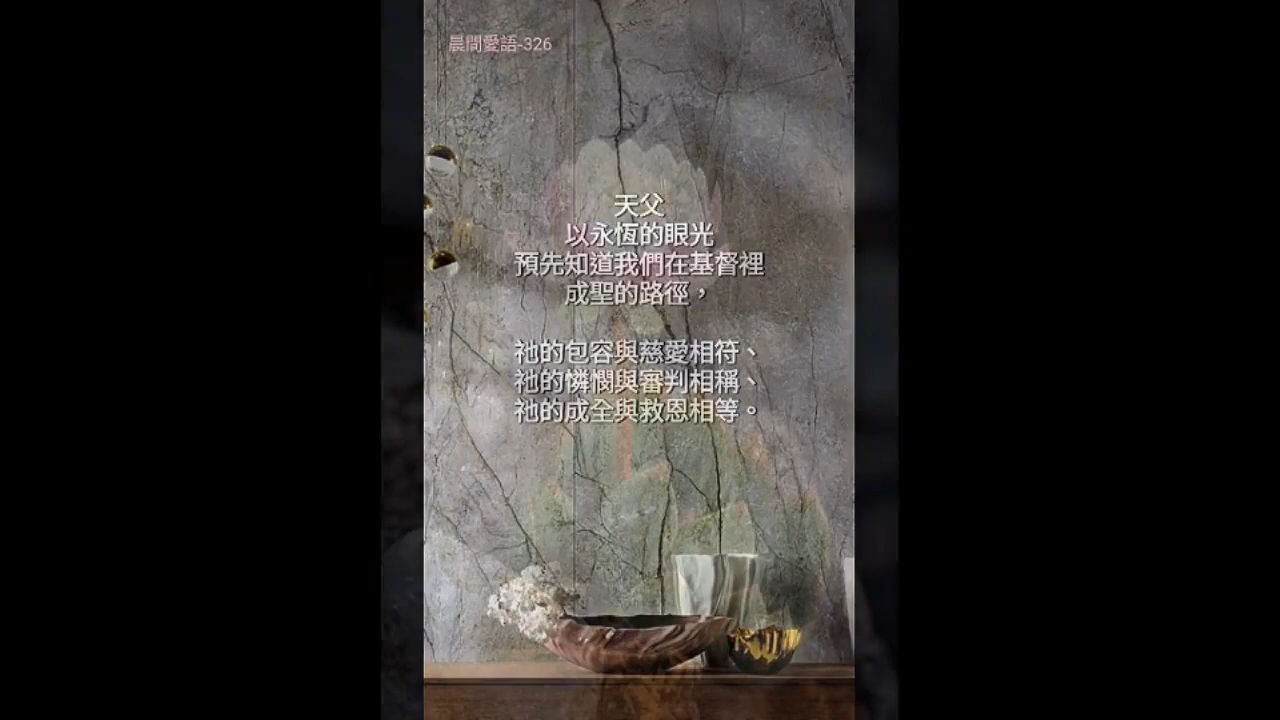 晨間愛語-326
天父
以永恆的眼光
預先知道我們在基督裡
成聖的路徑，
祂的包容與慈愛相符、
祂的憐憫與審判相稱、
祂的成全與救恩相等。